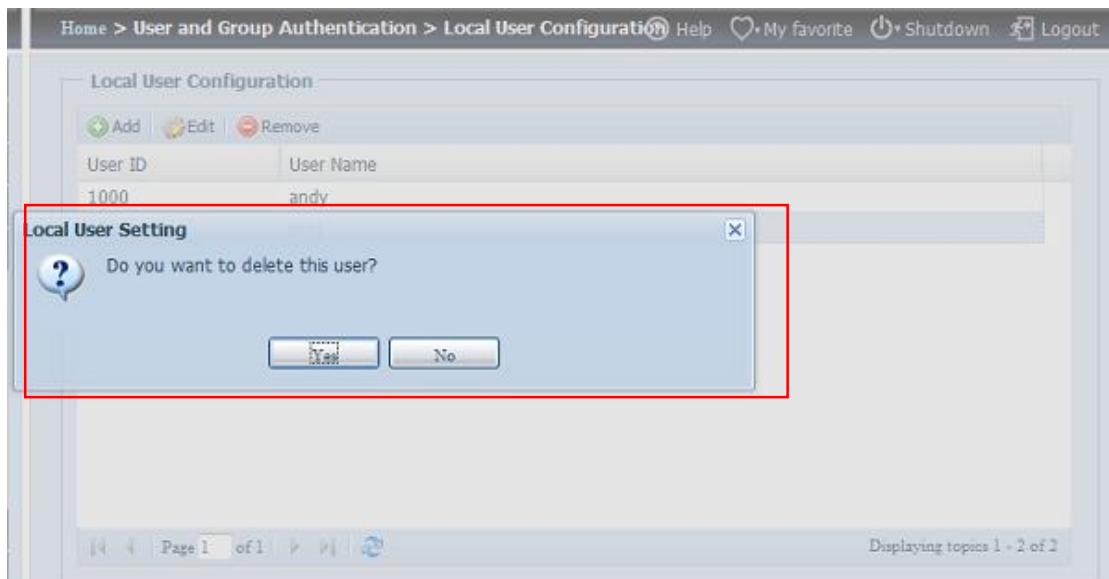 Home > User and Group Authentication > Local User Configuration Help My favorite Shutdown Logout
Local User Configuration
Add Edit Remove
User ID User Name
1000 andy
Local User Setting
Do you want to delete this user?
Yes No
Page 1 of 1 Displaying topics 1 - 2 of 2